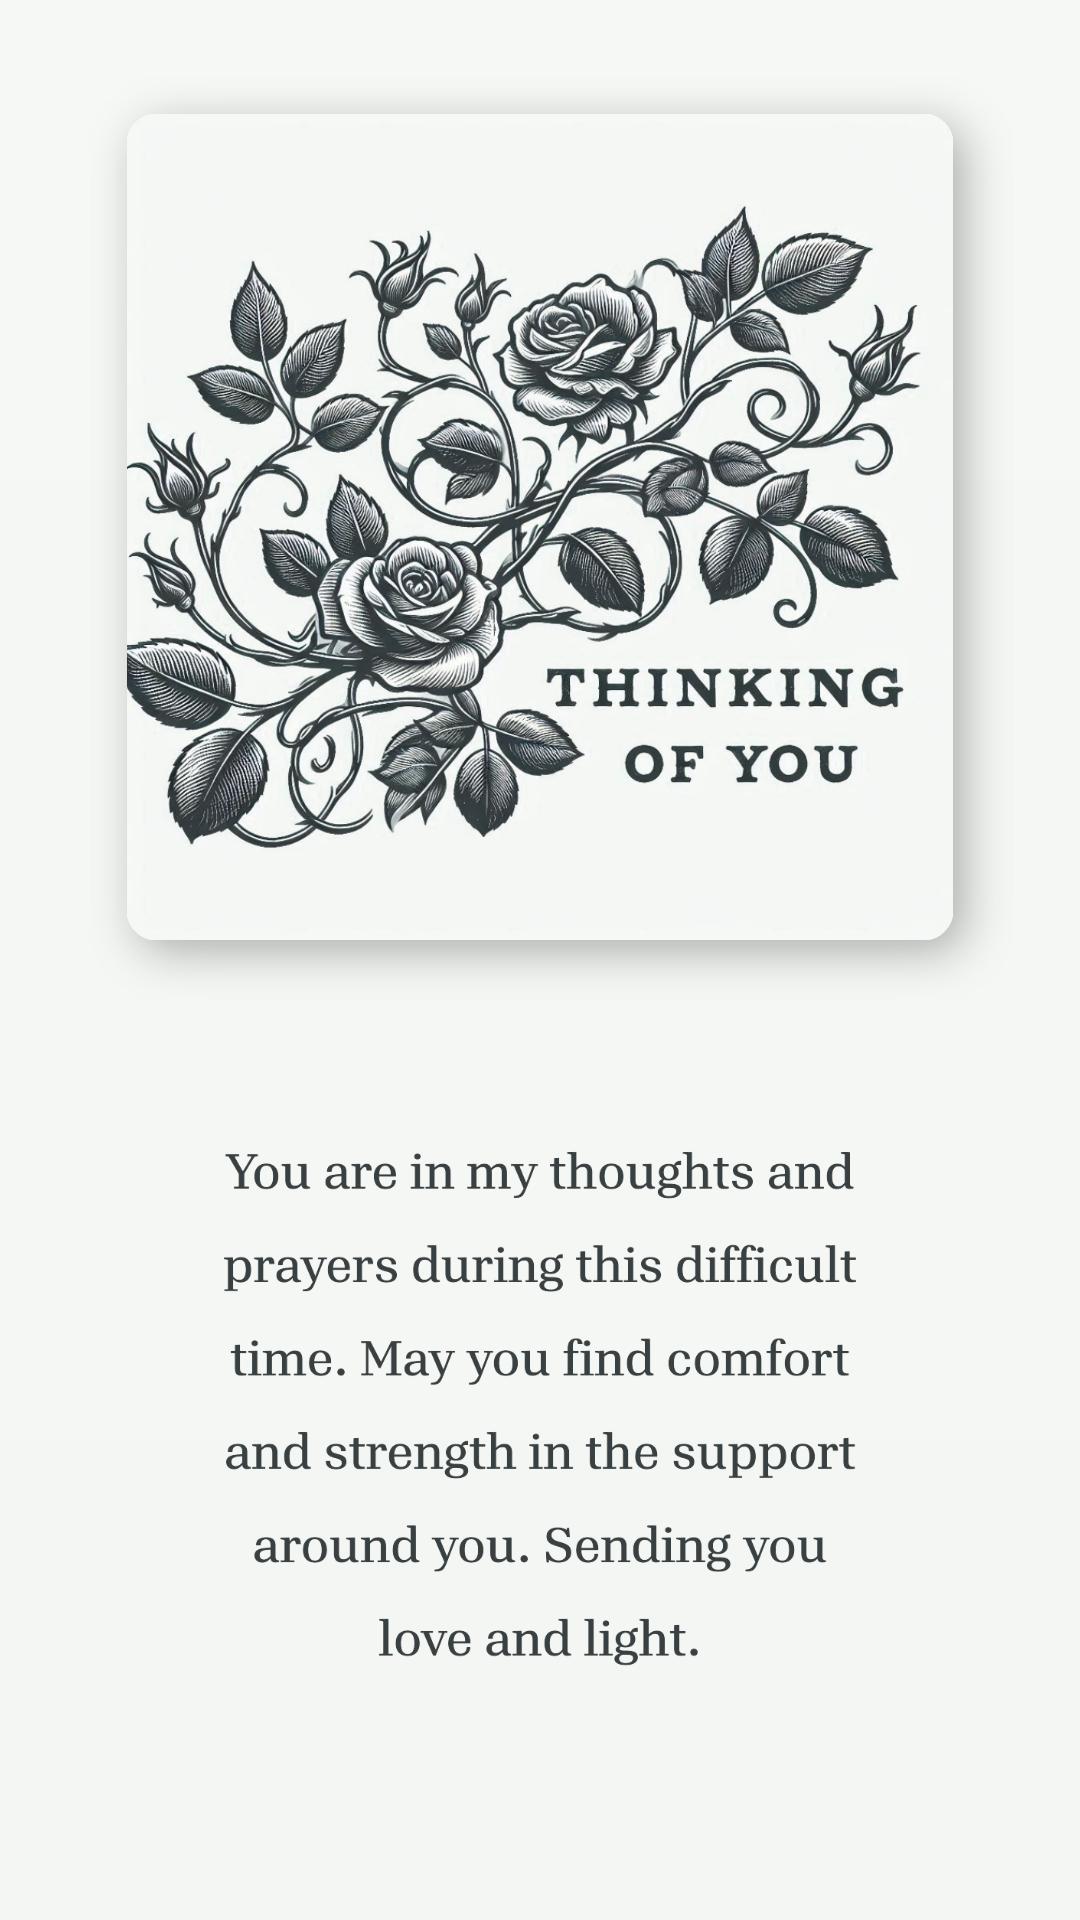 THINKING
OF YOU
You are in my thoughts and
prayers during this difficult
time. May you find comfort
and strength in the support
around you. Sending you
love and light.